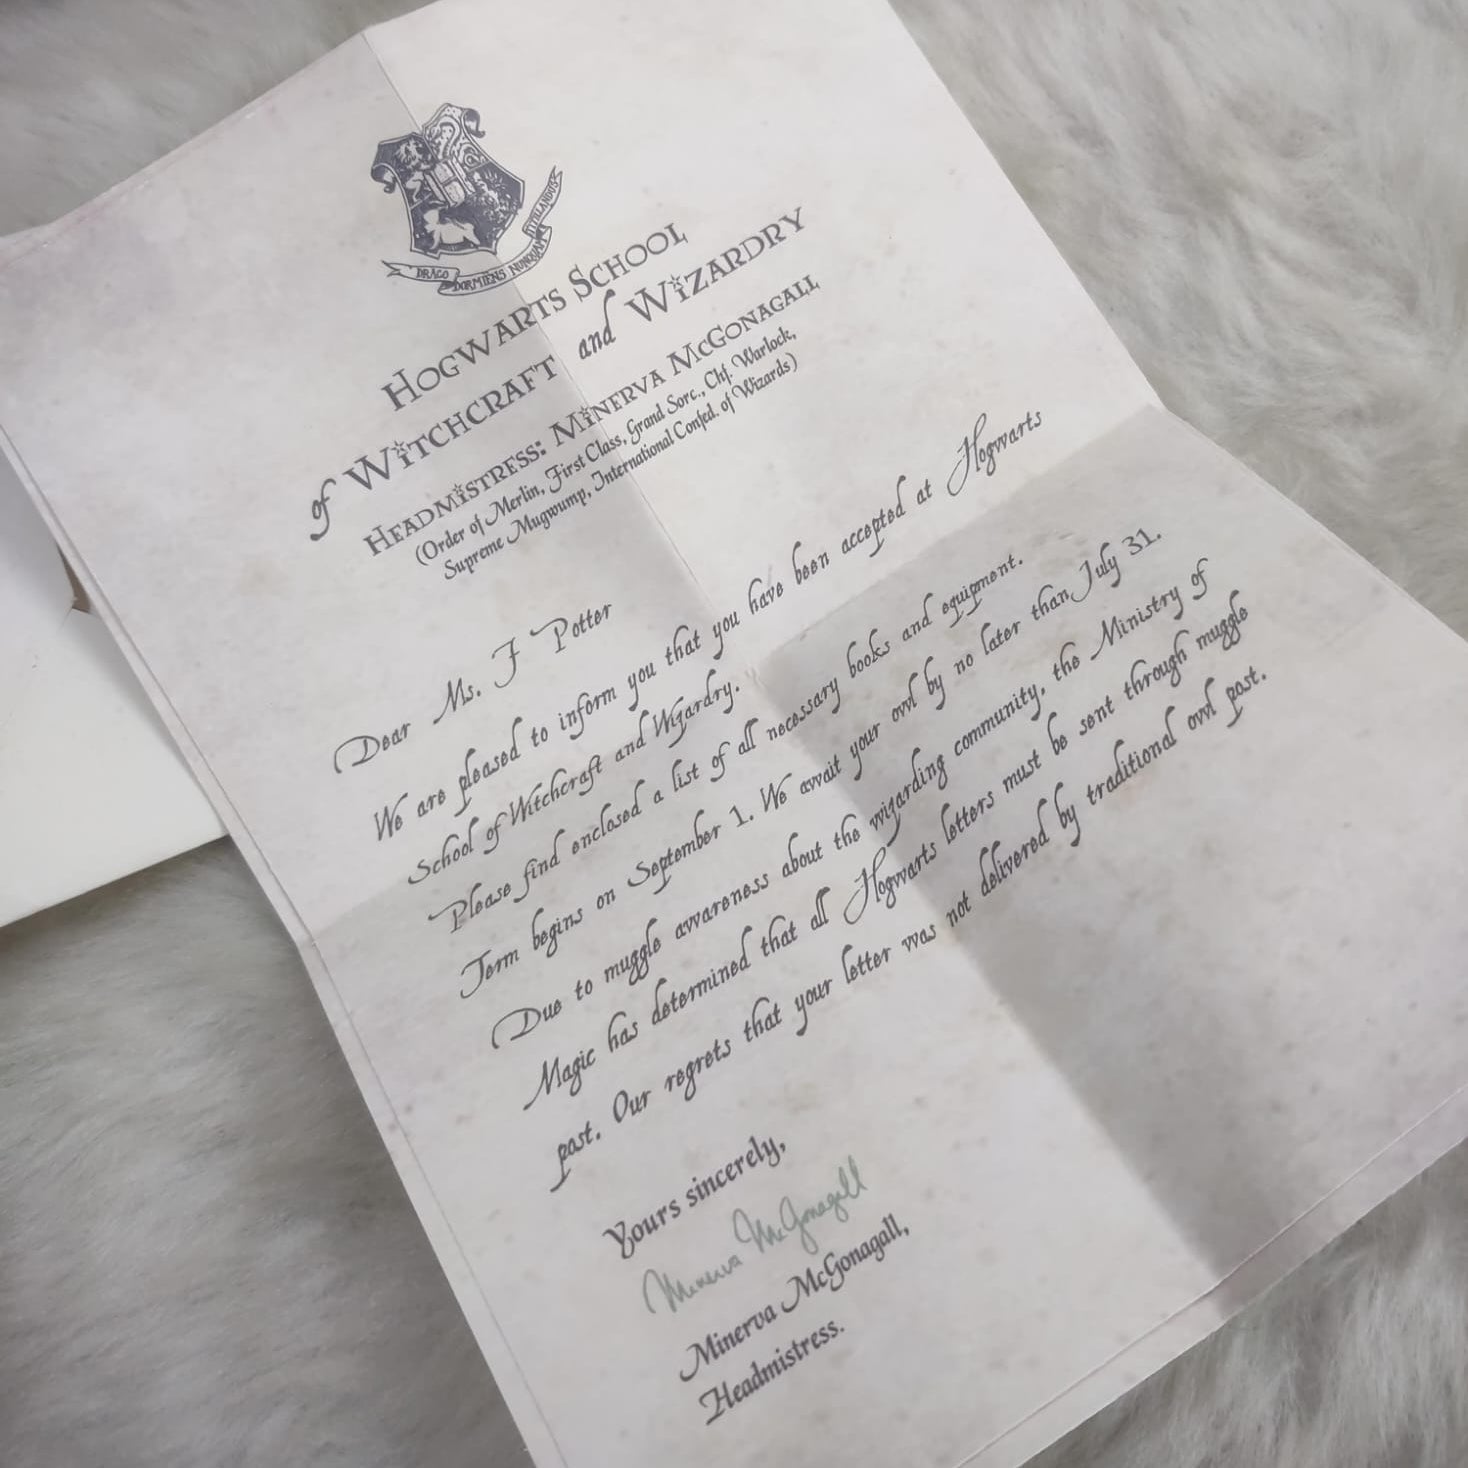 DRACO DORMIENS NUNQUAM TITILLANDUS
HOGWARTS SCHOOL
of WITCHCRAFT and WIZARDRY
HEADMISTRESS: MINERVA McGONAGALL
(Order of Merlin, First Class, Grand Sorc., Chf. Warlock,
Supreme Mugwump, International Confed. of Wizards)
Dear Ms. J Potter
We are pleased to inform you that you have been accepted at Hogwarts
School of Witchcraft and Wizardry.
Please find enclosed a list of all necessary books and equipment.
Term begins on September 1. We await your owl by no later than July 31.
Due to muggle awareness about the wizarding community, the Ministry of
Magic has determined that all Hogwarts letters must be sent through muggle
post. Our regrets that your letter was not delivered by traditional owl post.
Yours sincerely,
Minerva McGonagall
Minerva McGonagall,
Headmistress.